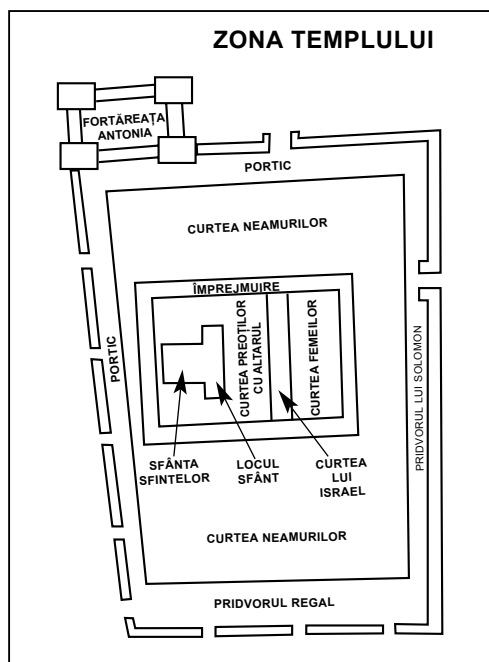 ZONA TEMPLULUI
FORTĂREAȚA
ANTONIA
PORTIC
CURTEA NEAMURILOR
ÎMPREJMUIRE
CURTEA PREOȚILOR
CU ALTARUL
CURTEA FEMEILOR
PORTIC
PRIDVORUL LUI SOLOMON
SFÂNTA
SFINTELOR
LOCUL
SFÂNT
CURTEA
LUI
ISRAEL
CURTEA NEAMURILOR
PRIDVORUL REGAL